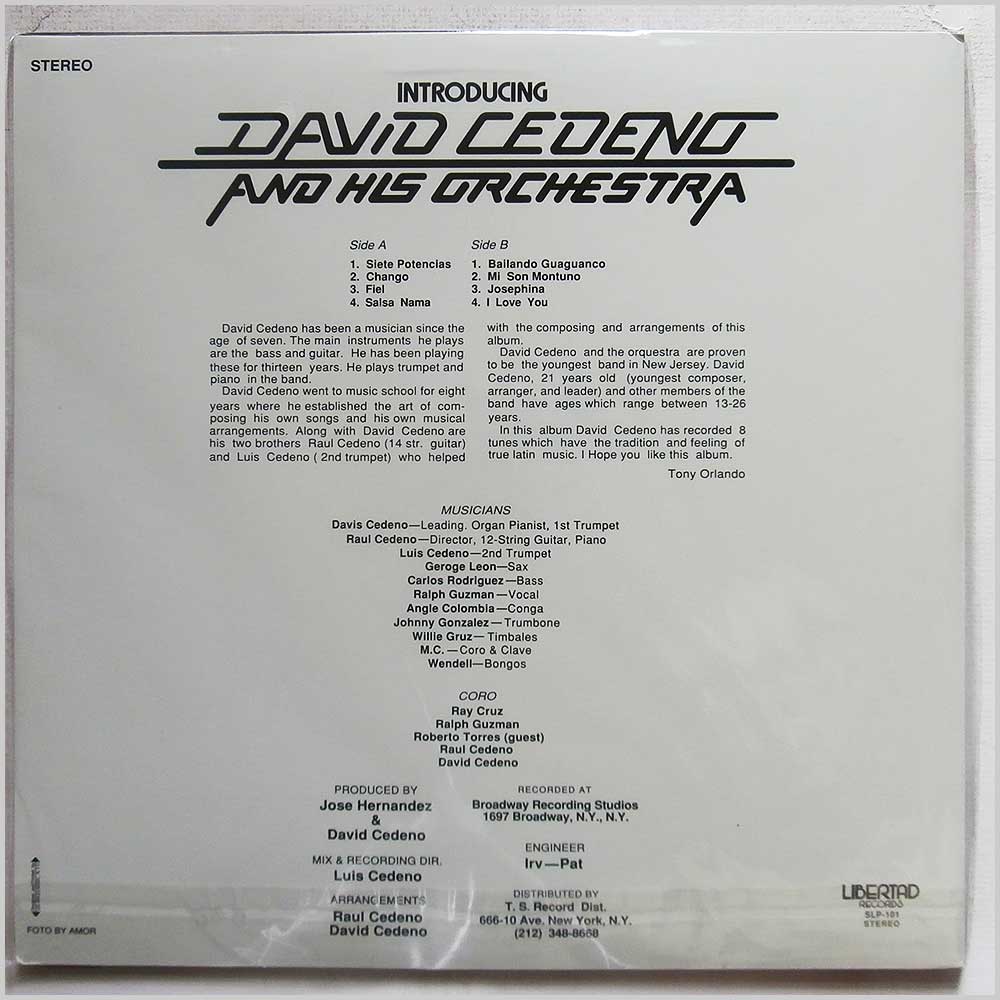 STEREO
INTRODUCING
DAVID CEDENO
AND HIS ORCHESTRA
Side A
1. Siete Potencias
2. Chango
3. Fiel
4. Salsa Nama
Side B
1. Bailando Guaguanco
2. Mi Son Montuno
3. Josephina
4. I Love You
David Cedeno has been a musician since the
age of seven. The main instruments he plays
are the bass and guitar. He has been playing
these for thirteen years. He plays trumpet and
piano in the band.
David Cedeno went to music school for eight
years where he established the art of com-
posing his own songs and his own musical
arrangements. Along with David Cedeno are
his two brothers Raul Cedeno (14 str. guitar)
and Luis Cedeno ( 2nd trumpet) who helped
with the composing and arrangements of this
album.
David Cedeno and the orquestra are proven
to be the youngest band in New Jersey. David
Cedeno, 21 years old (youngest composer,
arranger, and leader) and other members of the
band have ages which range between 13-26
years.
In this album David Cedeno has recorded 8
tunes which have the tradition and feeling of
true latin music. I Hope you like this album.
Tony Orlando
MUSICIANS
Davis Cedeno—Leading. Organ Pianist, 1st Trumpet
Raul Cedeno—Director, 12-String Guitar, Piano
Luis Cedeno—2nd Trumpet
Geroge Leon—Sax
Carlos Rodriguez—Bass
Ralph Guzman—Vocal
Angle Colombia—Conga
Johnny Gonzalez—Trumbone
Willie Gruz—Timbales
M.C.—Coro & Clave
Wendell—Bongos
CORO
Ray Cruz
Ralph Guzman
Roberto Torres (guest)
Raul Cedeno
David Cedeno
PRODUCED BY
Jose Hernandez
&
David Cedeno
MIX & RECORDING DIR.
Luis Cedeno
ARRANGEMENTS
Raul Cedeno
David Cedeno
RECORDED AT
Broadway Recording Studios
1697 Broadway, N.Y., N.Y.
ENGINEER
Irv—Pat
DISTRIBUTED BY
T. S. Record Dist.
666-10 Ave. New York, N.Y.
(212) 348-8668
LIBERTAD
RECORDS
SLP-101
STEREO
FOTO BY AMOR